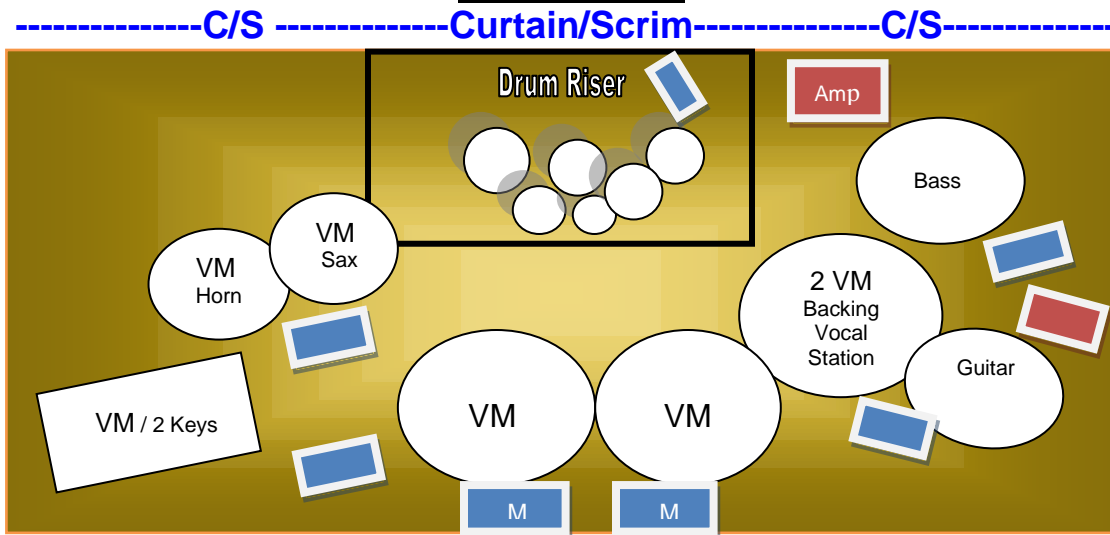 ------------------C/S ----------------Curtain/Scrim----------------C/S----------------
Drum Riser
Amp
Bass
VM
Sax
VM
Horn
2 VM
Backing
Vocal
Station
Guitar
VM / 2 Keys
VM
VM
M
M